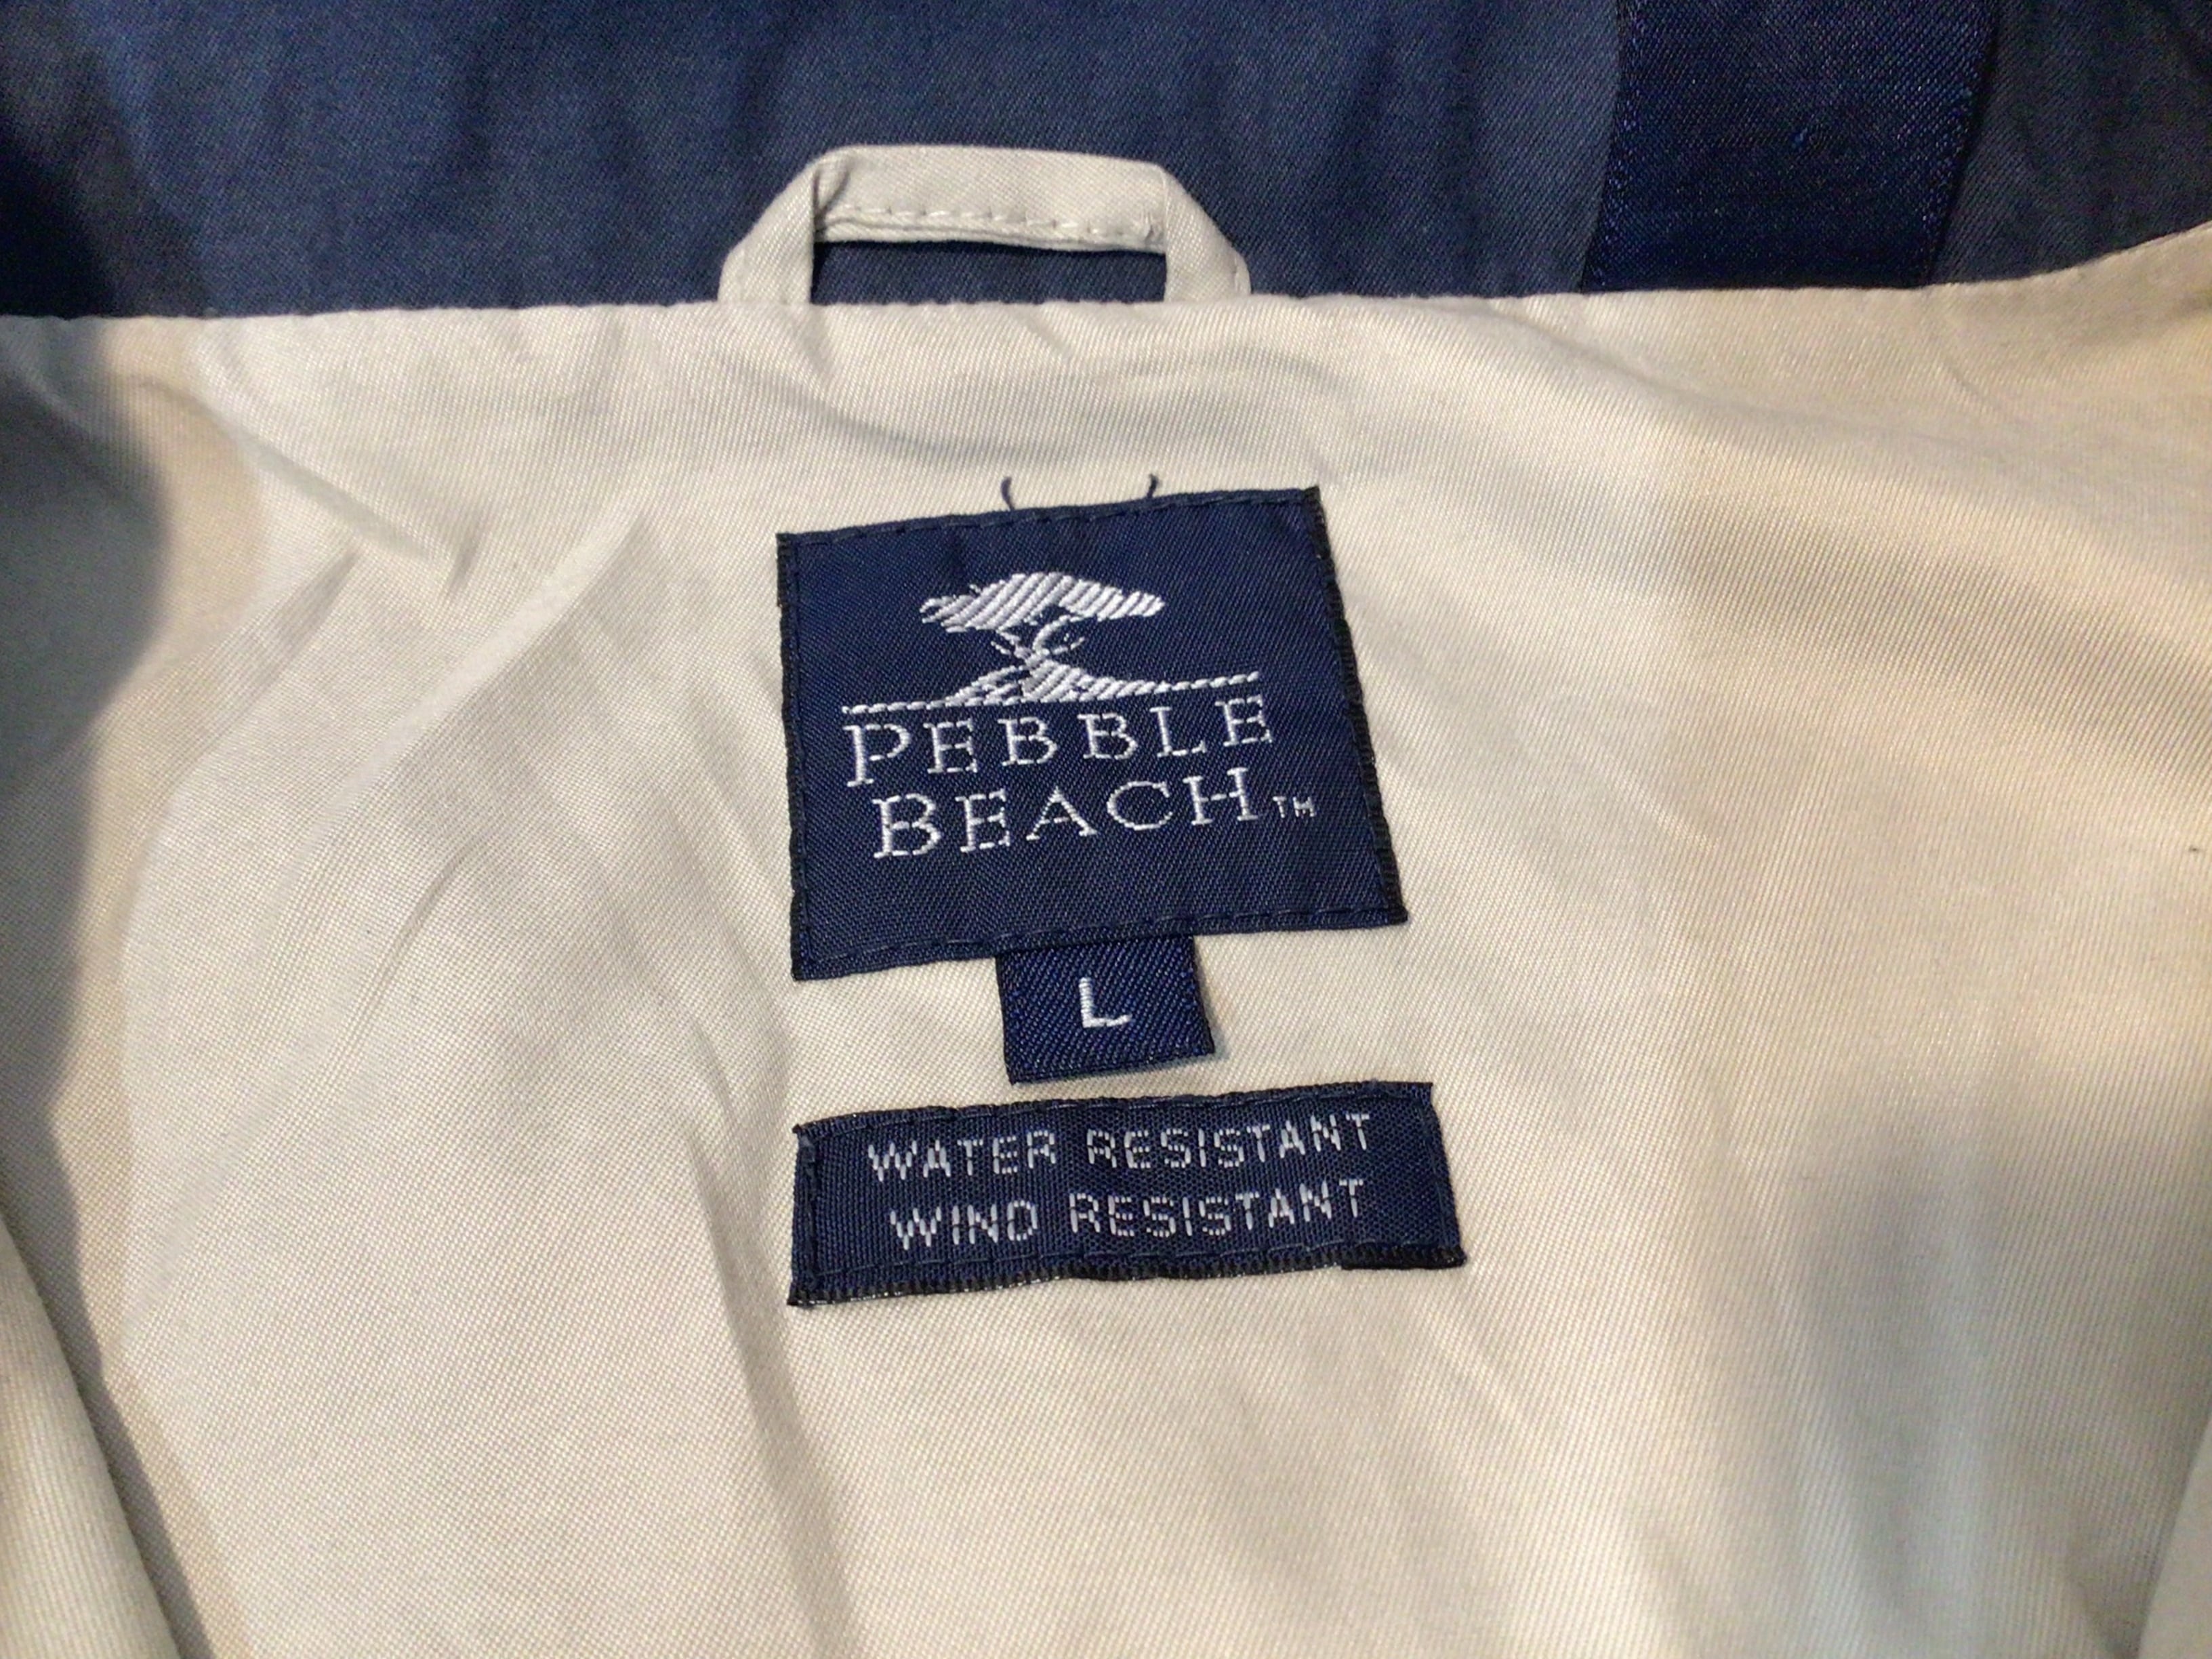 PEBBLE
BEACH™
L
WATER RESISTANT
WIND RESISTANT